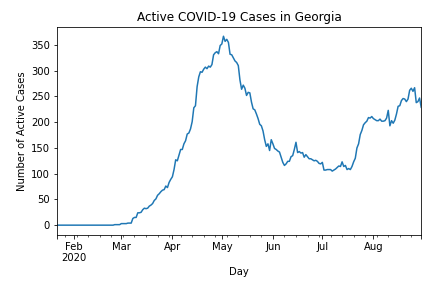 Active COVID-19 Cases in Georgia
Number of Active Cases
350
300
250
200
150
100
50
0
Feb Mar Apr May Jun Jul Aug
2020
Day